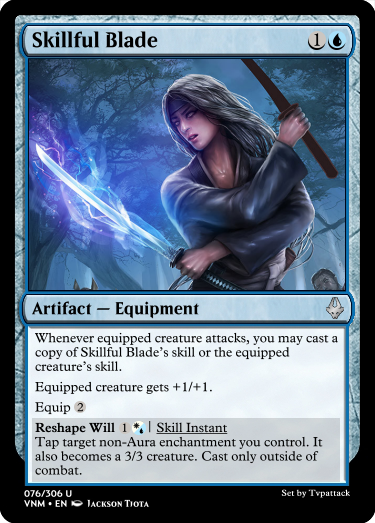 Skillful Blade 1
Artifact — Equipment
Whenever equipped creature attacks, you may cast a
copy of Skillful Blade's skill or the equipped
creature's skill.
Equipped creature gets +1/+1.
Equip 2
Reshape Will 1 | Skill Instant
Tap target non-Aura enchantment you control. It
also becomes a 3/3 creature. Cast only outside of
combat.
076/306 U Set by Tvpattack
VNM • EN Jackson Tjota